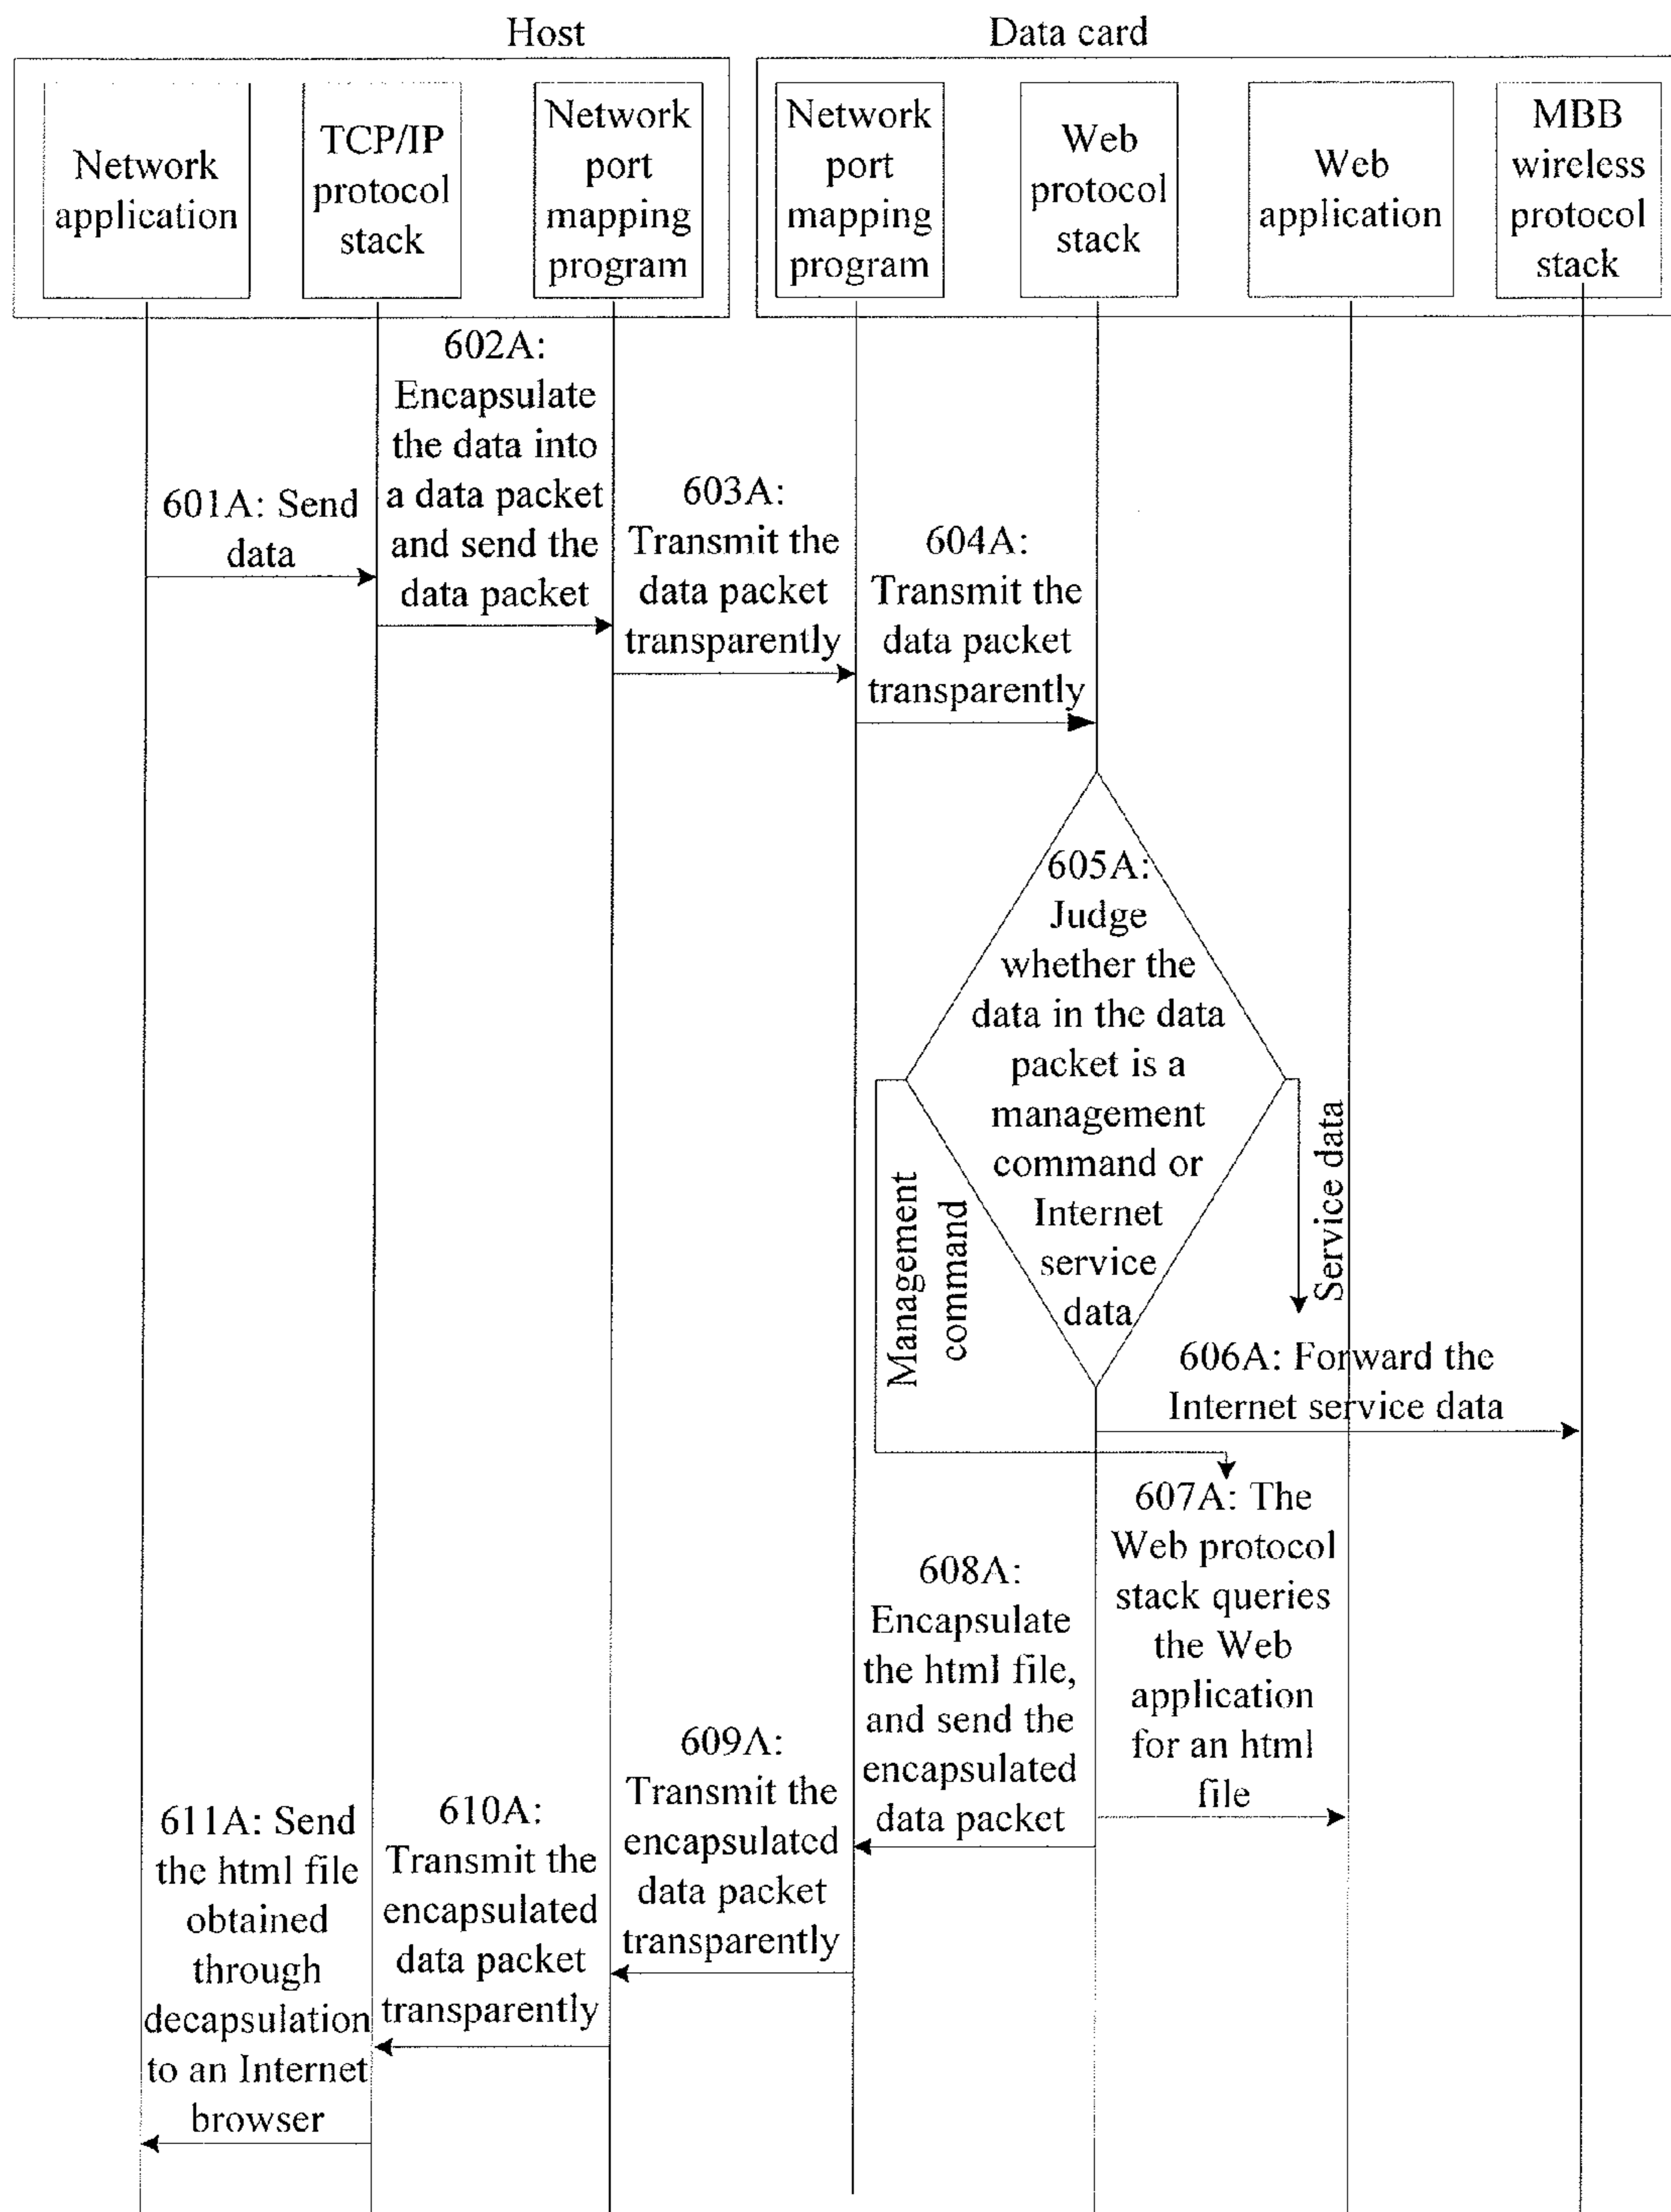 Host
Data card
Network
application
TCP/IP
protocol
stack
Network
port
mapping
program
Network
port
mapping
program
Web
protocol
stack
Web
application
MBB
wireless
protocol
stack
601A: Send
data
602A:
Encapsulate
the data into
a data packet
and send the
data packet
603A:
Transmit the
data packet
transparently
604A:
Transmit the
data packet
transparently
605A:
Judge
whether the
data in the data
packet is a
management
command or
Internet
service
data
Management
command
Service data
606A: Forward the
Internet service data
607A: The
Web protocol
stack queries
the Web
application
for an html
file
608A:
Encapsulate
the html file,
and send the
encapsulated
data packet
609A:
Transmit the
encapsulated
data packet
transparently
610A:
Transmit the
encapsulated
data packet
transparently
611A: Send
the html file
obtained
through
decapsulation
to an Internet
browser